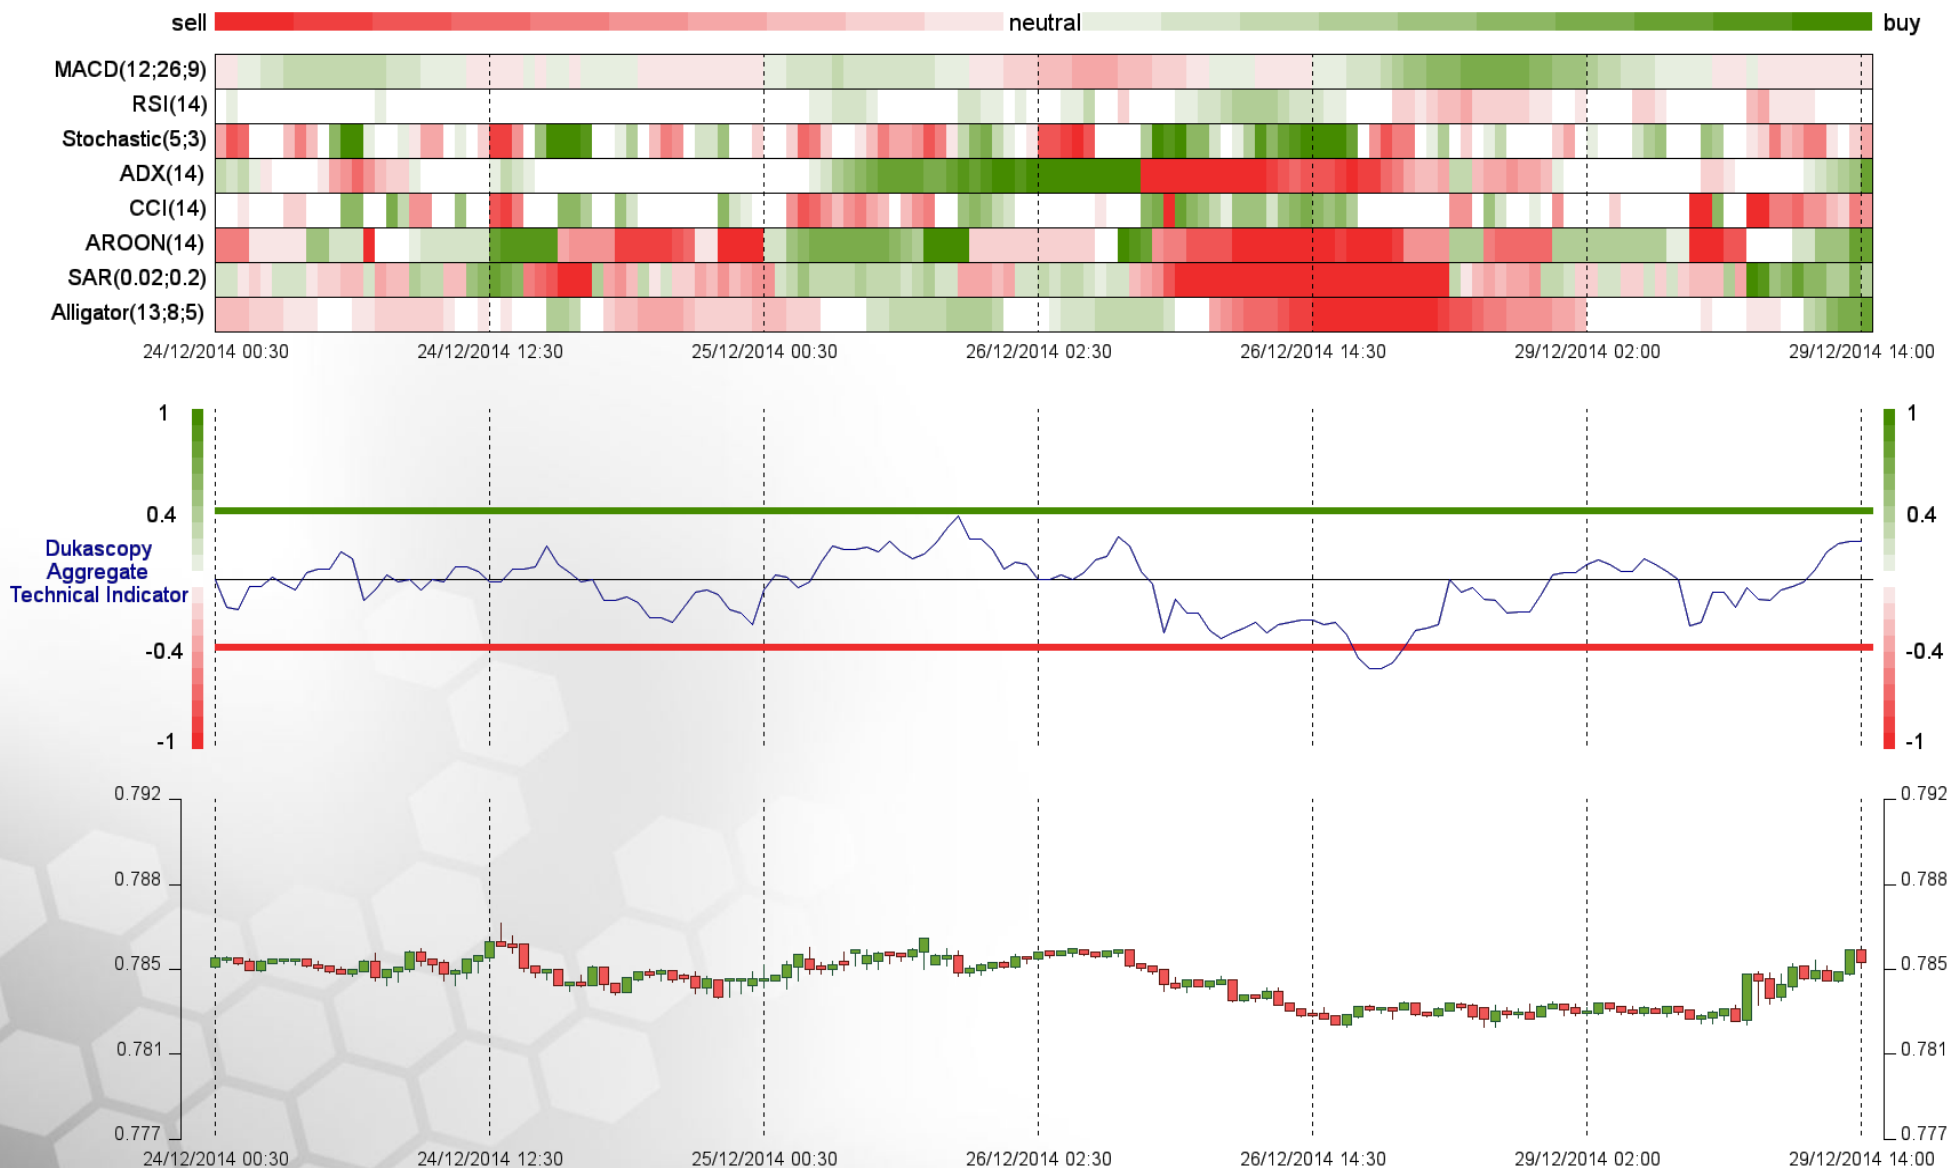 sell neutral buy
MACD(12;26;9)
RSI(14)
Stochastic(5;3)
ADX(14)
CCI(14)
AROON(14)
SAR(0.02;0.2)
Alligator(13;8;5)
24/12/2014 00:30 24/12/2014 12:30 25/12/2014 00:30 26/12/2014 02:30 26/12/2014 14:30 29/12/2014 02:00 29/12/2014 14:00
1 1
0.4 0.4
Dukascopy
Aggregate
Technical Indicator
-0.4 -0.4
-1 -1
0.792 0.792
0.788 0.788
0.785 0.785
0.781 0.781
0.777 0.777
24/12/2014 00:30 24/12/2014 12:30 25/12/2014 00:30 26/12/2014 02:30 26/12/2014 14:30 29/12/2014 02:00 29/12/2014 14:00